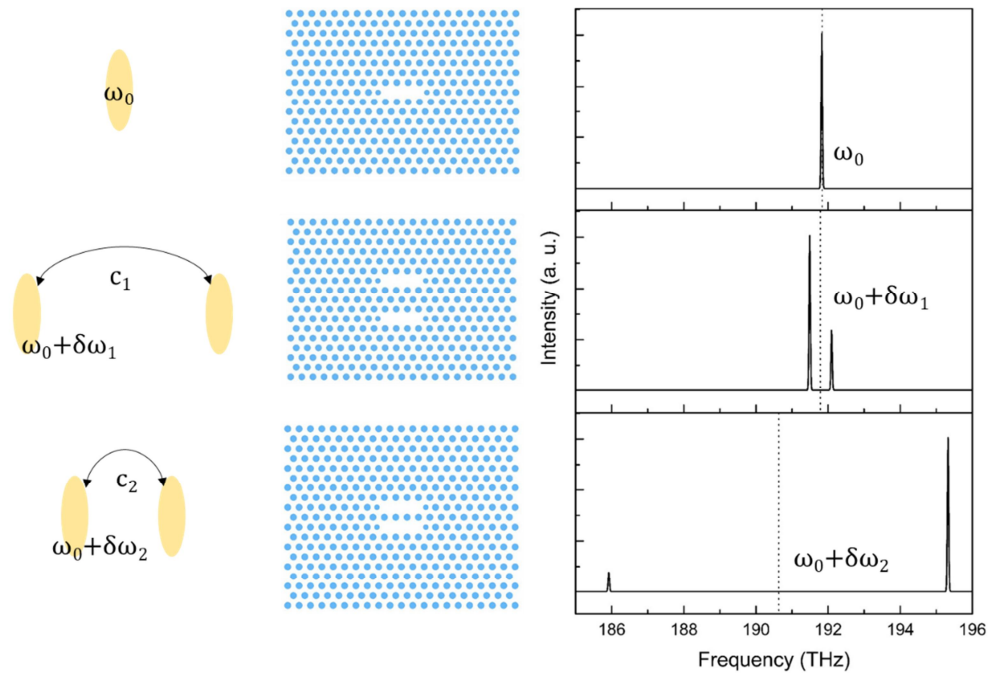 ω₀
ω₀
c₁
ω₀+δω₁
ω₀+δω₁
c₂
ω₀+δω₂
ω₀+δω₂
Intensity (a. u.)
186 188 190 192 194 196
Frequency (THz)